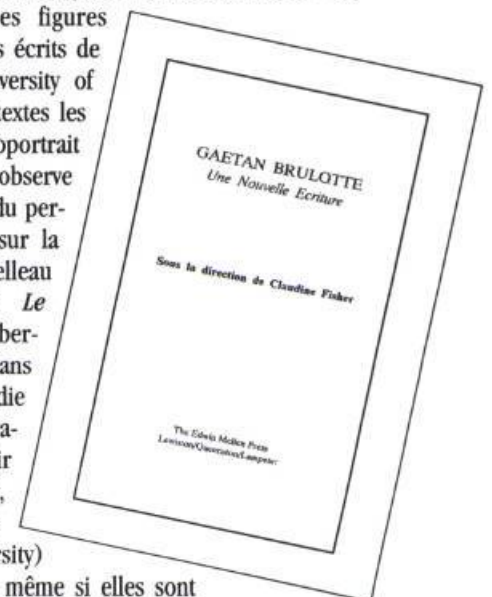 es figures
s écrits de
versity of
extes les
oportrait
observe
du per-
sur la
elleau
Le
ber-
ans
die
a-
ir
,
sity)
même si elles sont
GAETAN BRULOTTE
Une Nouvelle Ecriture
Sous la direction de Claudine Fisher
The Edwin Mellen Press
Lewiston/Queenston/Lampeter